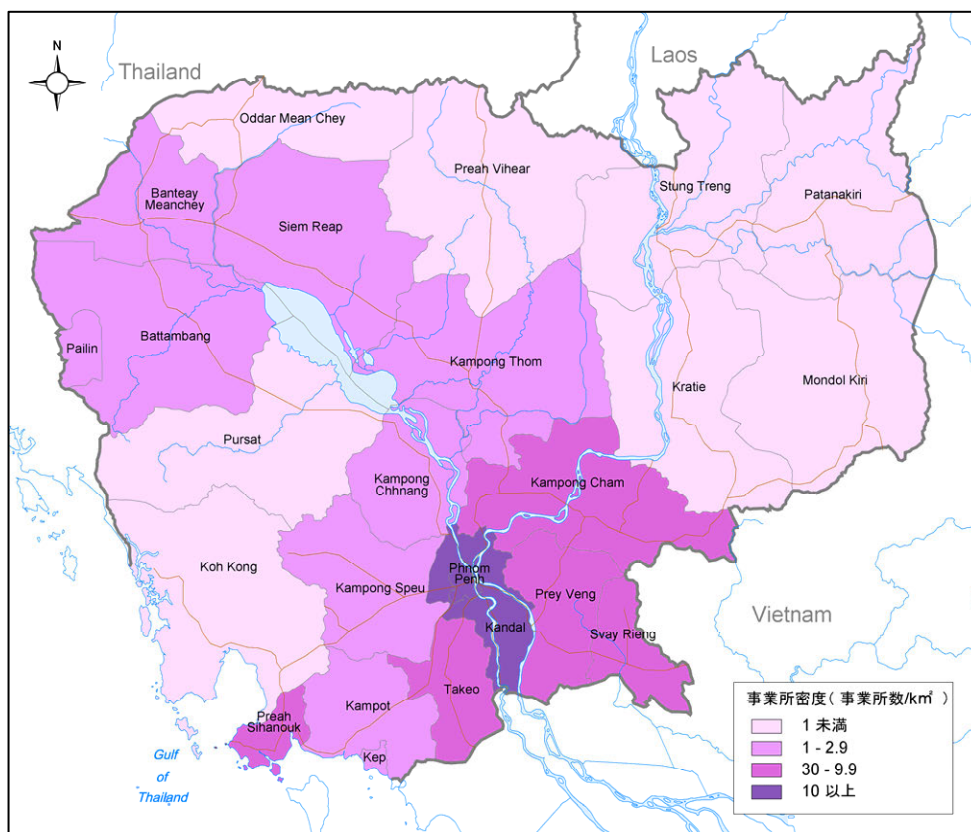 N
Thailand
Laos
Oddar Mean Chey
Preah Vihear
Stung Treng
Patanakiri
Banteay
Meanchey
Siem Reap
Battambang
Pailin
Kampong Thom
Kratie
Mondol Kiri
Pursat
Kampong
Chhnang
Kampong Cham
Koh Kong
Kampong Speu
Phnom
Penh
Prey Veng
Kandal
Svay Rieng
Vietnam
Takeo
Kampot
Preah
Sihanouk
Kep
Gulf
of
Thailand
事業所密度( 事業所数/k㎡ )
1 未満
1 - 2.9
30 - 9.9
10 以上